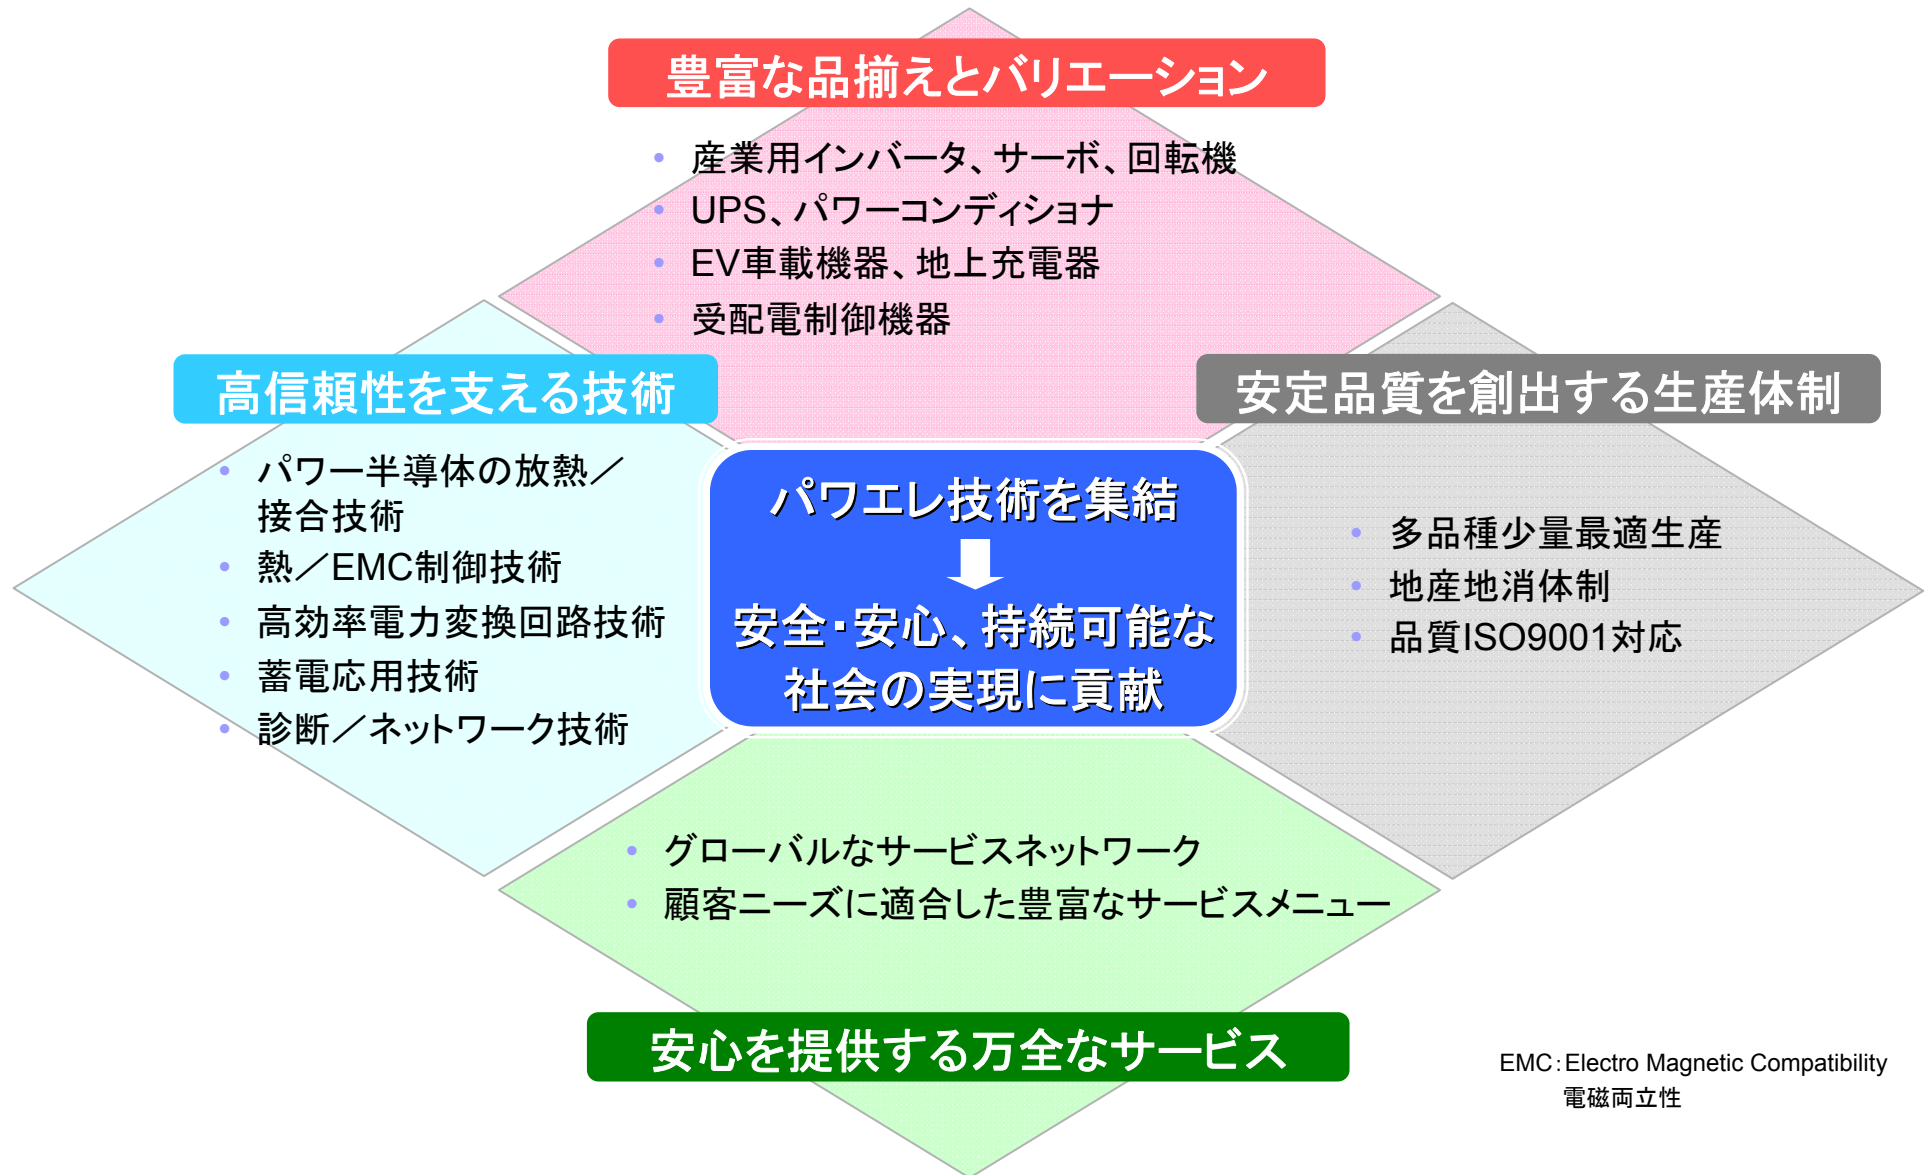 豊富な品揃えとバリエーション
• 産業用インバータ、サーボ、回転機
• UPS、パワーコンディショナ
• EV車載機器、地上充電器
• 受配電制御機器
高信頼性を支える技術
• パワー半導体の放熱／
接合技術
• 熱／EMC制御技術
• 高効率電力変換回路技術
• 蓄電応用技術
• 診断／ネットワーク技術
パワエレ技術を集結
安全・安心、持続可能な
社会の実現に貢献
安定品質を創出する生産体制
• 多品種少量最適生産
• 地産地消体制
• 品質ISO9001対応
• グローバルなサービスネットワーク
• 顧客ニーズに適合した豊富なサービスメニュー
安心を提供する万全なサービス
EMC：Electro Magnetic Compatibility
電磁両立性